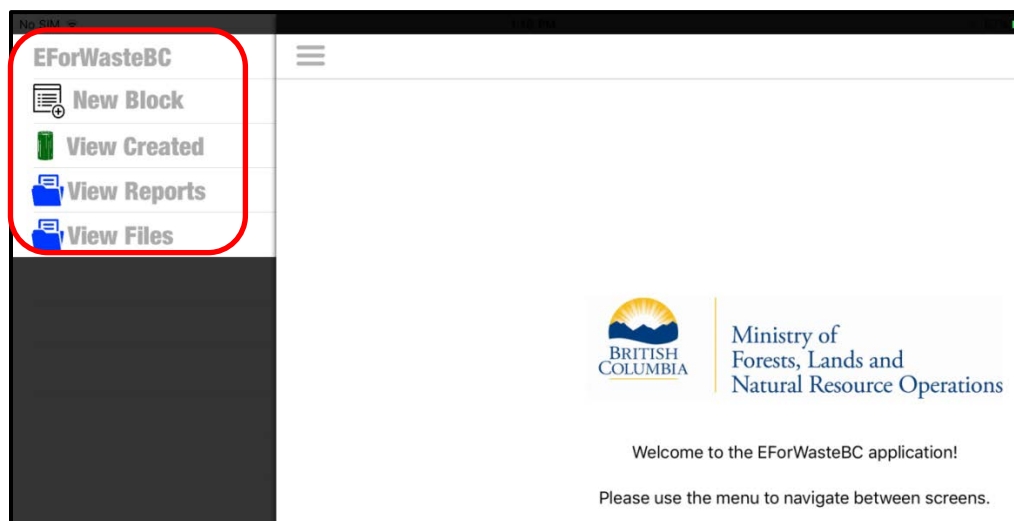 No SIM
EForWasteBC
New Block
View Created
View Reports
View Files
BRITISH
COLUMBIA
Ministry of
Forests, Lands and
Natural Resource Operations
Welcome to the EForWasteBC application!
Please use the menu to navigate between screens.